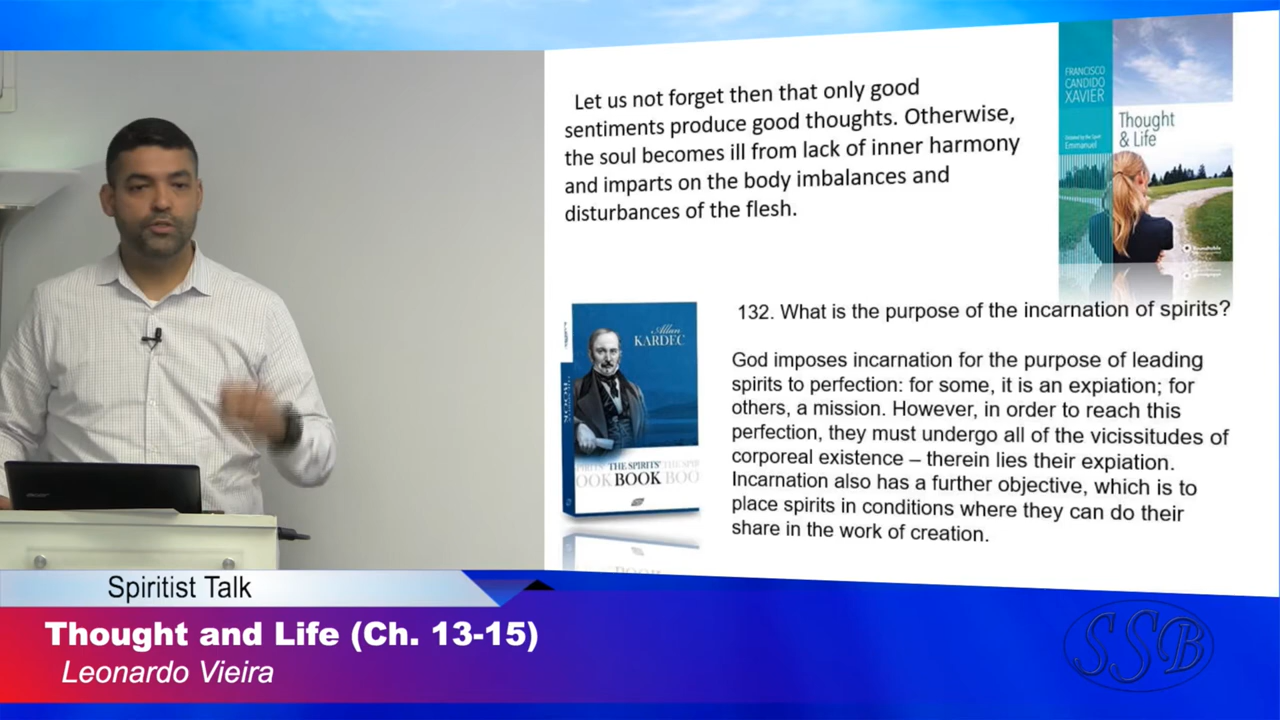 Let us not forget then that only good
sentiments produce good thoughts. Otherwise,
the soul becomes ill from lack of inner harmony
and imparts on the body imbalances and
disturbances of the flesh.
FRANCISCO
CANDIDO
XAVIER
Emmanuel
Thought
& Life
132. What is the purpose of the incarnation of spirits?
God imposes incarnation for the purpose of leading
spirits to perfection: for some, it is an expiation; for
others, a mission. However, in order to reach this
perfection, they must undergo all of the vicissitudes of
corporeal existence – therein lies their expiation.
Incarnation also has a further objective, which is to
place spirits in conditions where they can do their
share in the work of creation.
Allan
KARDEC
THE SPIRITS'
BOOK
acer
Spiritist Talk
Thought and Life (Ch. 13-15)
Leonardo Vieira
SSB